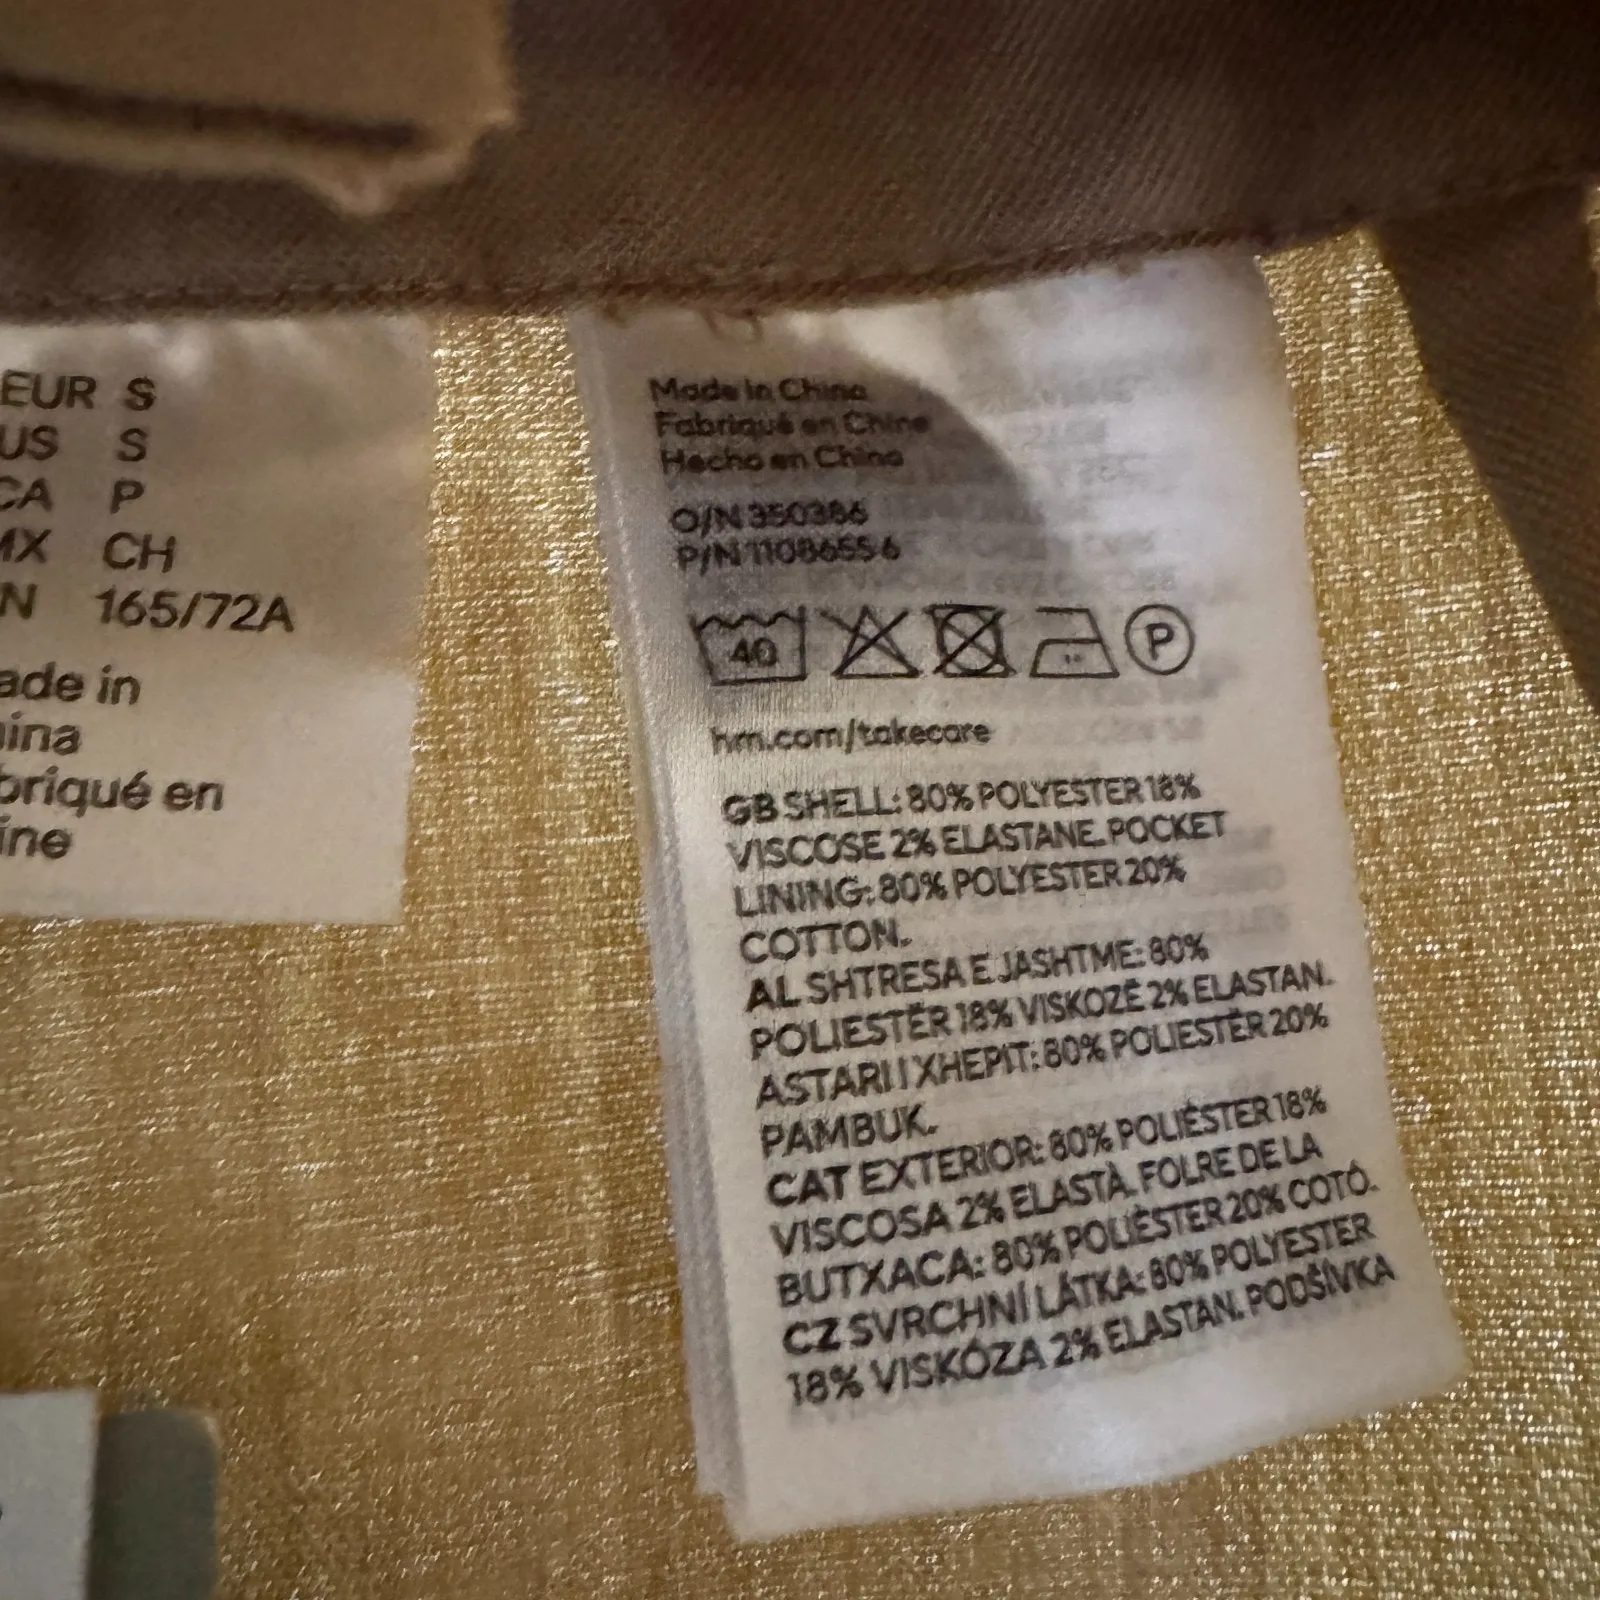 EUR S
US S
CA P
MX CH
N 165/72A
ade in
ina
briqué en
ine
Made in China
Fabriqué en Chine
Hecho en China
O/N 350386
P/N 11086556
40
P
hm.com/takecare
GB SHELL: 80% POLYESTER 18%
VISCOSE 2% ELASTANE. POCKET
LINING: 80% POLYESTER 20%
COTTON.
AL SHTRESA E JASHTME: 80%
POLIESTËR 18% VISKOZË 2% ELASTAN.
ASTARI I XHEPIT: 80% POLIESTËR 20%
PAMBUK.
CAT EXTERIOR: 80% POLIÈSTER 18%
VISCOSA 2% ELASTÀ. FOLRE DE LA
BUTXACA: 80% POLIÈSTER 20% COTÓ.
CZ SVRCHNÍ LÁTKA: 80% POLYESTER
18% VISKÓZA 2% ELASTAN. PODŠÍVKA